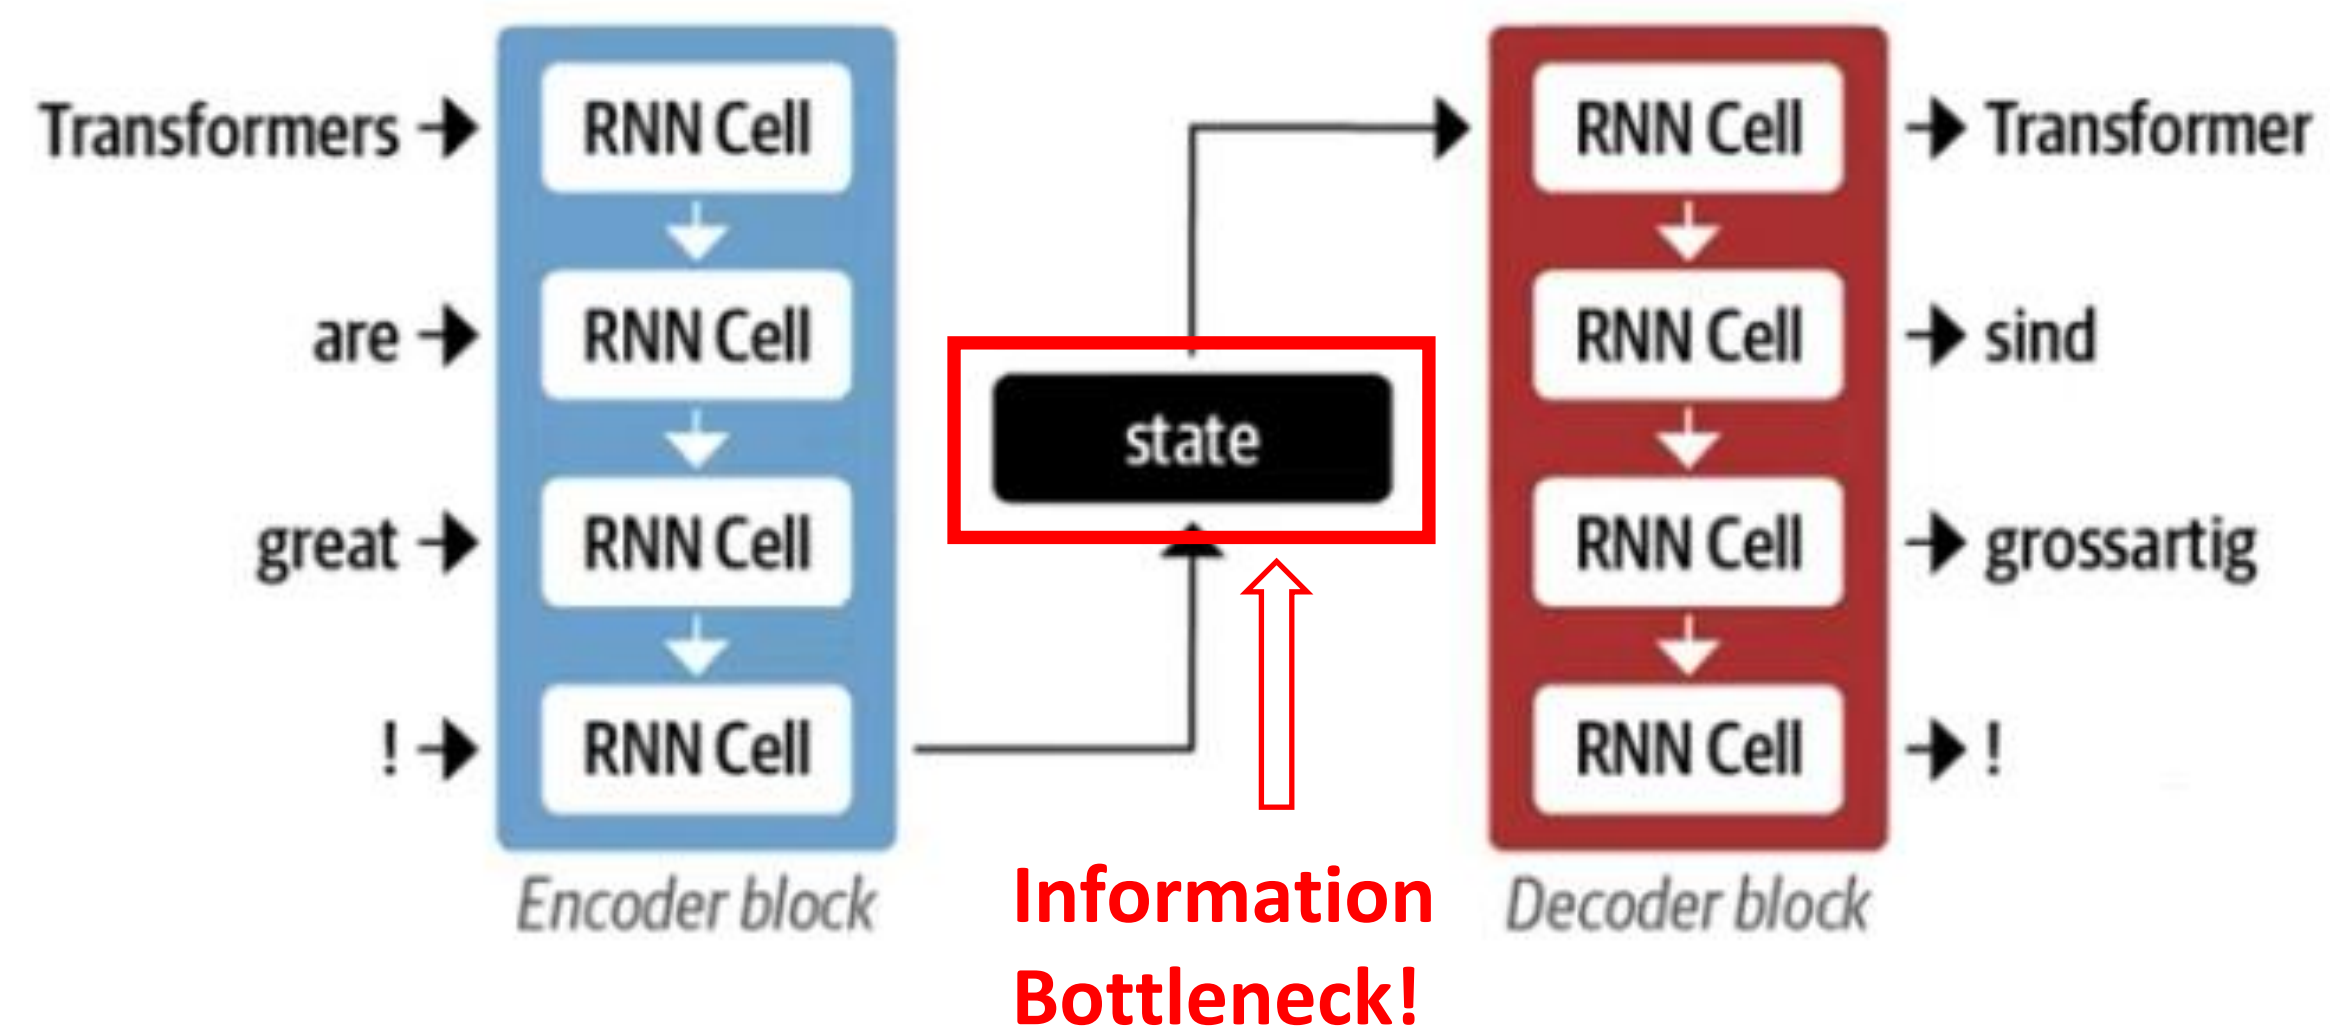 Transformers
RNN Cell
are
RNN Cell
great
RNN Cell
!
RNN Cell
Encoder block
state
Information
Bottleneck!
RNN Cell
Transformer
RNN Cell
sind
RNN Cell
grossartig
RNN Cell
!
Decoder block